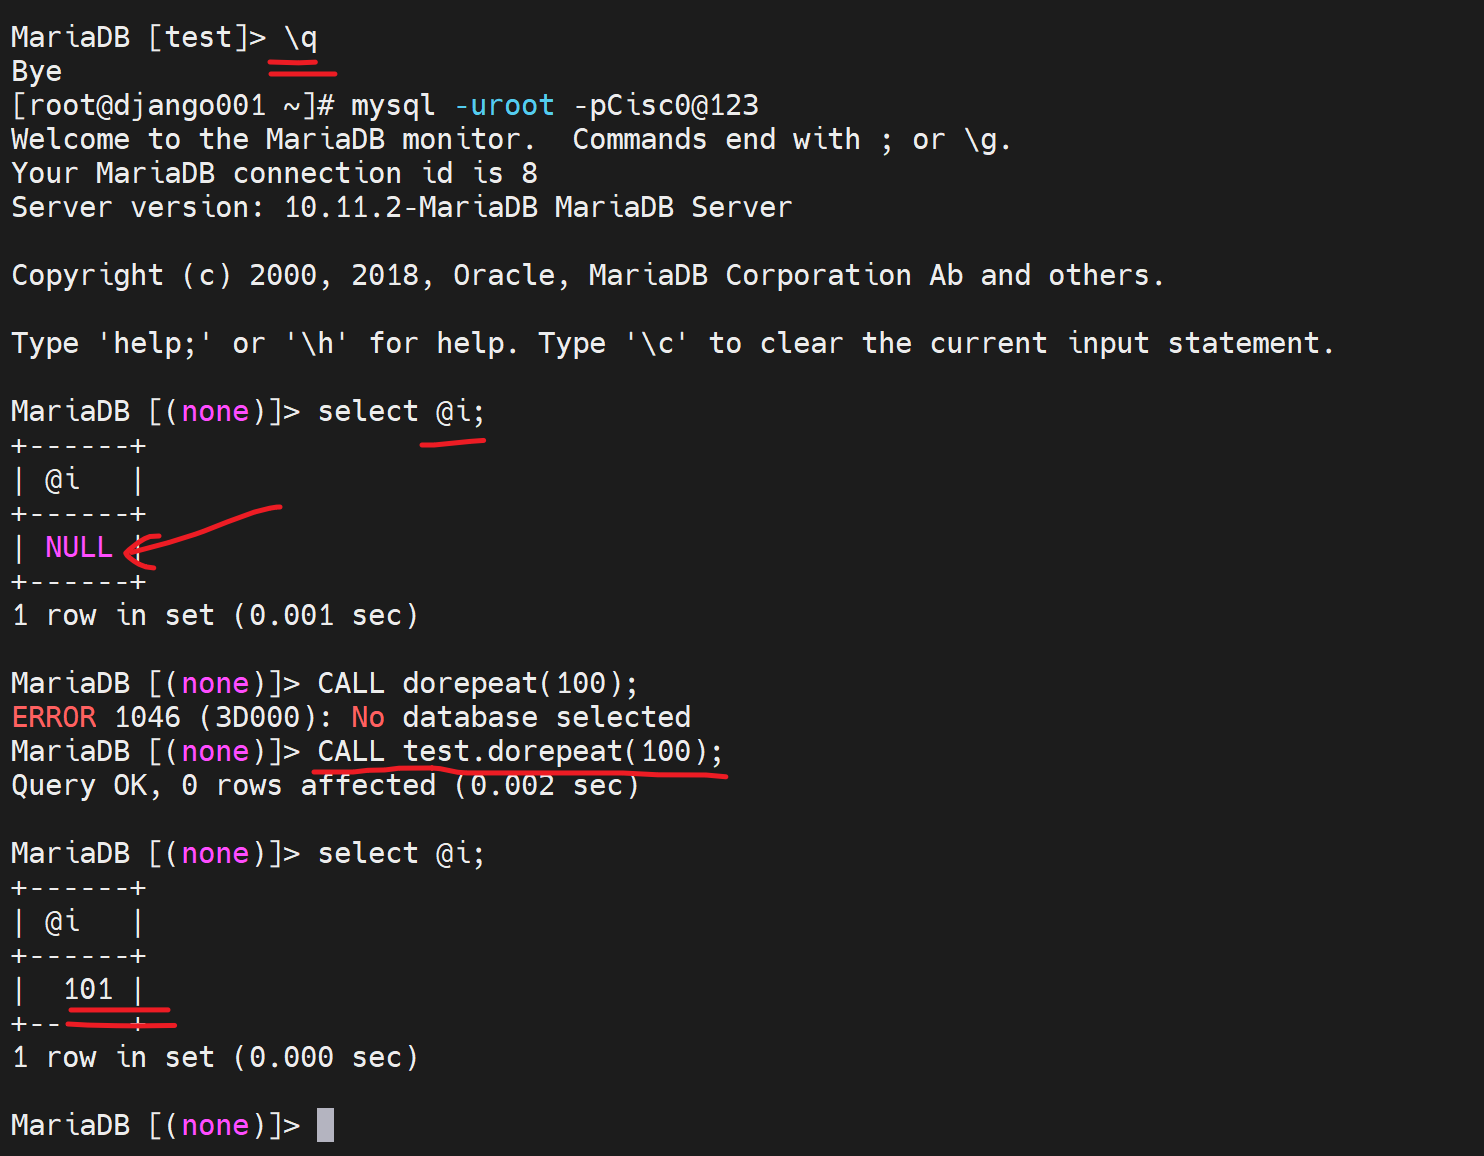 MariaDB [test]> \q
Bye
[root@django001 ~]# mysql -uroot -pCisc0@123
Welcome to the MariaDB monitor.  Commands end with ; or \g.
Your MariaDB connection id is 8
Server version: 10.11.2-MariaDB MariaDB Server
Copyright (c) 2000, 2018, Oracle, MariaDB Corporation Ab and others.
Type 'help;' or '\h' for help. Type '\c' to clear the current input statement.
MariaDB [(none)]> select @i;
+------+
| @i   |
+------+
| NULL |
+------+
1 row in set (0.001 sec)
MariaDB [(none)]> CALL dorepeat(100);
ERROR 1046 (3D000): No database selected
MariaDB [(none)]> CALL test.dorepeat(100);
Query OK, 0 rows affected (0.002 sec)
MariaDB [(none)]> select @i;
+------+
| @i   |
+------+
|  101 |
+------+
1 row in set (0.000 sec)
MariaDB [(none)]>